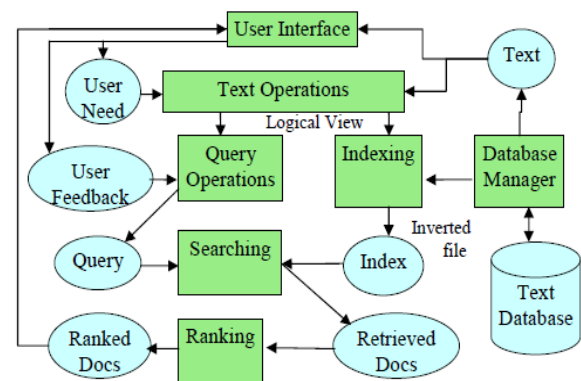 User Interface
Text
User
Need
Text Operations
Logical View
User
Feedback
Query
Operations
Indexing
Database
Manager
Inverted
file
Query
Searching
Index
Text
Database
Ranked
Docs
Ranking
Retrieved
Docs